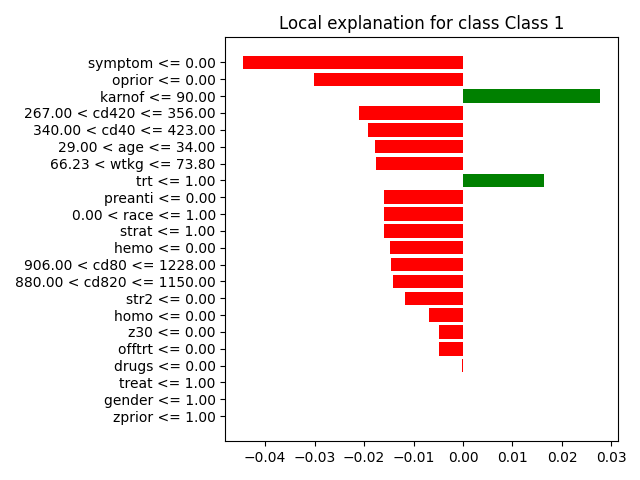 Local explanation for class Class 1
symptom <= 0.00
oprior <= 0.00
karnof <= 90.00
267.00 < cd420 <= 356.00
340.00 < cd40 <= 423.00
29.00 < age <= 34.00
66.23 < wtkg <= 73.80
trt <= 1.00
preanti <= 0.00
0.00 < race <= 1.00
strat <= 1.00
hemo <= 0.00
906.00 < cd80 <= 1228.00
880.00 < cd820 <= 1150.00
str2 <= 0.00
homo <= 0.00
z30 <= 0.00
offtrt <= 0.00
drugs <= 0.00
treat <= 1.00
gender <= 1.00
zprior <= 1.00
−0.04 −0.03 −0.02 −0.01 0.00 0.01 0.02 0.03